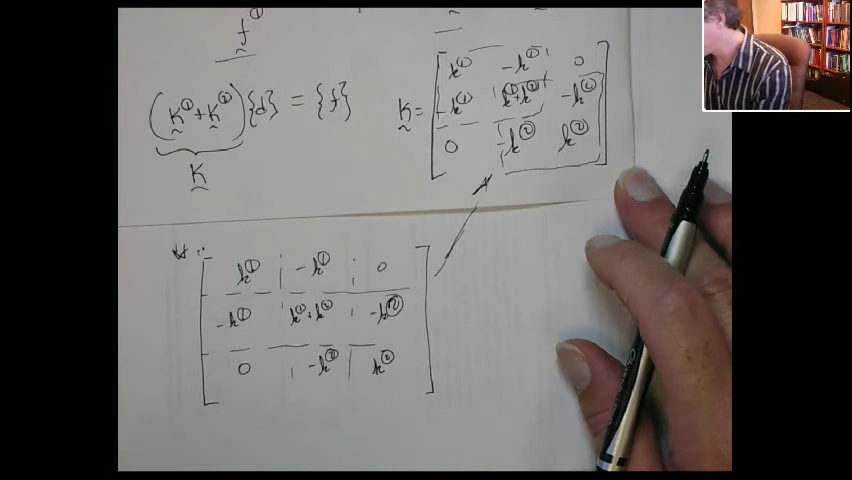 f^①
(k^① + k^②){d} = {f}
K
K = [ k^① -k^① 0
-k^① k^①+k^② -k^②
0 -k^② k^② ]
[ k^① -k^① 0
-k^① k^①+k^② -k^②
0 -k^② k^② ]